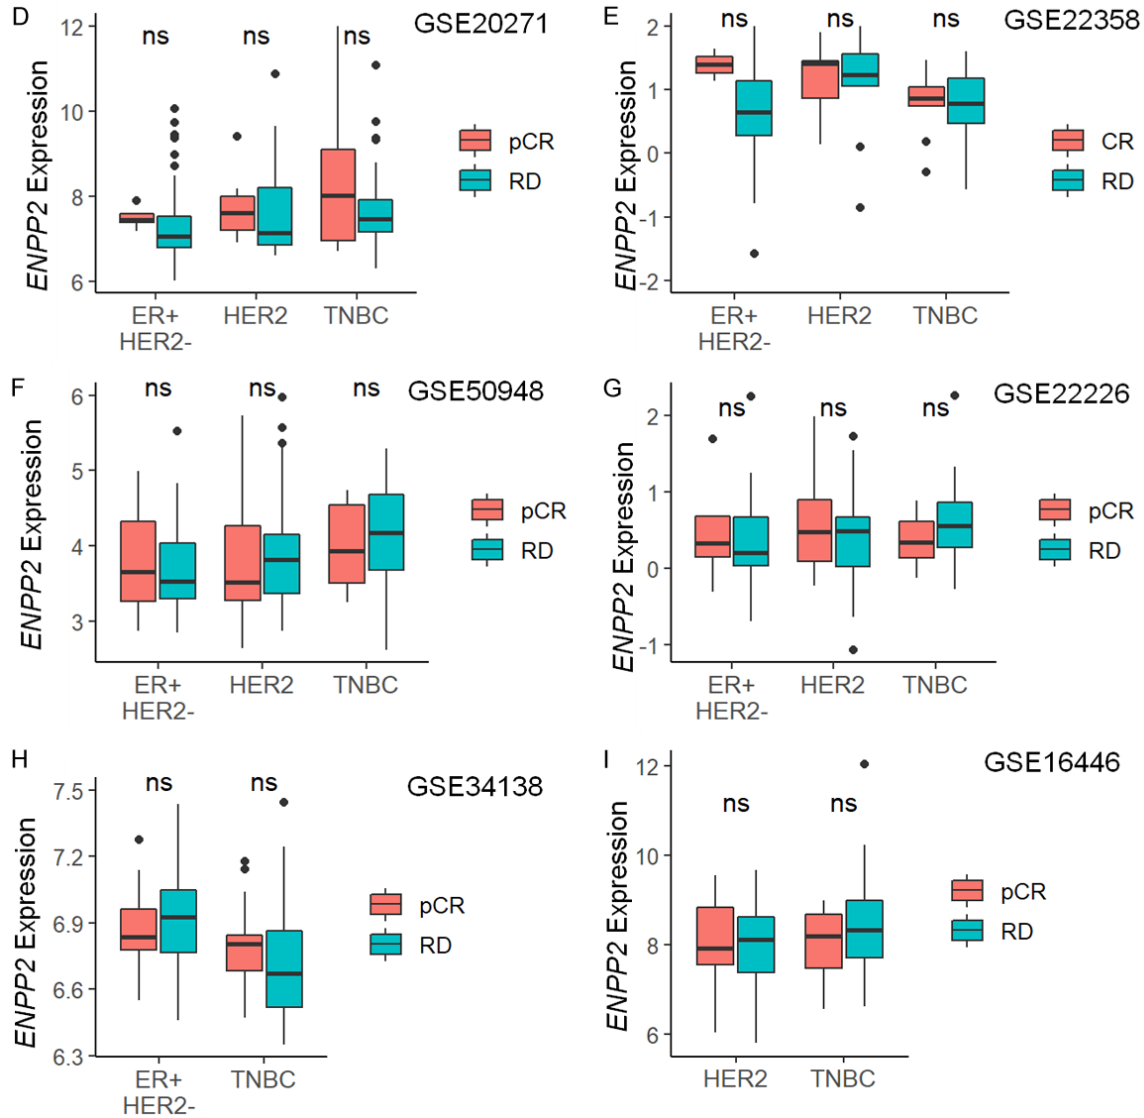 D
GSE20271
ns ns ns
12
10
8
6
ENPP2 Expression
pCR
RD
ER+
HER2-
HER2
TNBC
E
GSE22358
ns ns ns
2
1
0
-1
-2
ENPP2 Expression
CR
RD
ER+
HER2-
HER2
TNBC
F
GSE50948
ns ns ns
6
5
4
3
ENPP2 Expression
pCR
RD
ER+
HER2-
HER2
TNBC
G
GSE22226
ns ns ns
2
1
0
-1
ENPP2 Expression
pCR
RD
ER+
HER2-
HER2
TNBC
H
GSE34138
ns ns
7.5
7.2
6.9
6.6
6.3
ENPP2 Expression
pCR
RD
ER+
HER2-
TNBC
I
GSE16446
ns ns
12
10
8
6
ENPP2 Expression
pCR
RD
HER2
TNBC